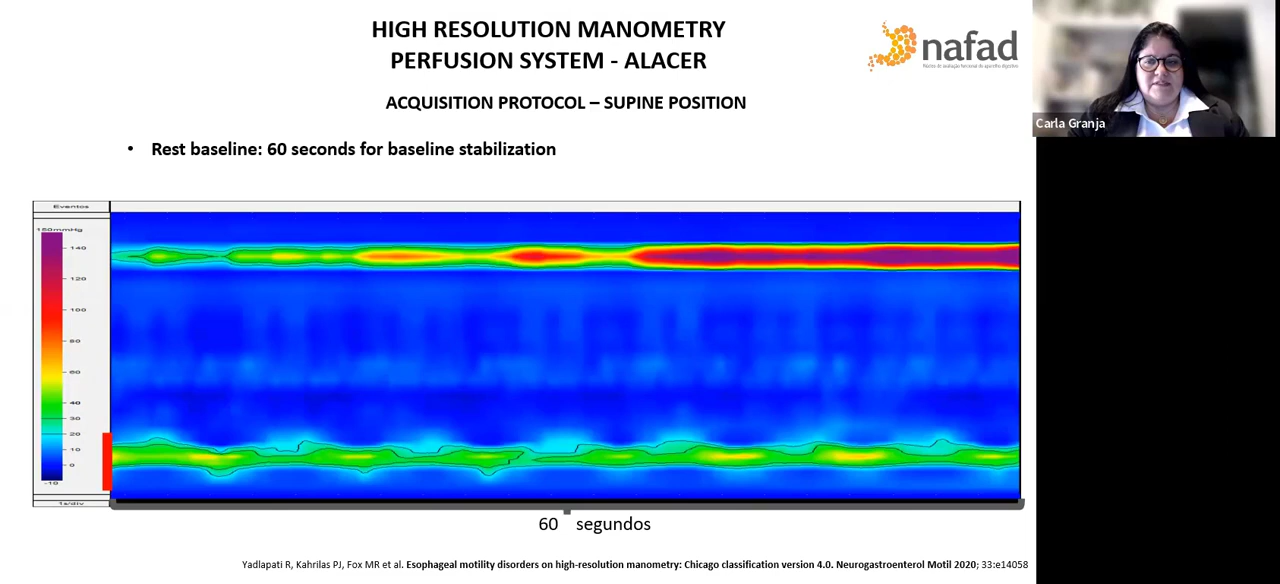 HIGH RESOLUTION MANOMETRY
PERFUSION SYSTEM - ALACER
nafad
ACQUISITION PROTOCOL – SUPINE POSITION
Carla Granja
• Rest baseline: 60 seconds for baseline stabilization
Eventos
150mmHg
140
120
100
80
60
40
30
20
10
0
-10
1s/div
60 segundos
Yadlapati R, Kahrilas PJ, Fox MR et al. Esophageal motility disorders on high-resolution manometry: Chicago classification version 4.0. Neurogastroenterol Motil 2020; 33:e14058